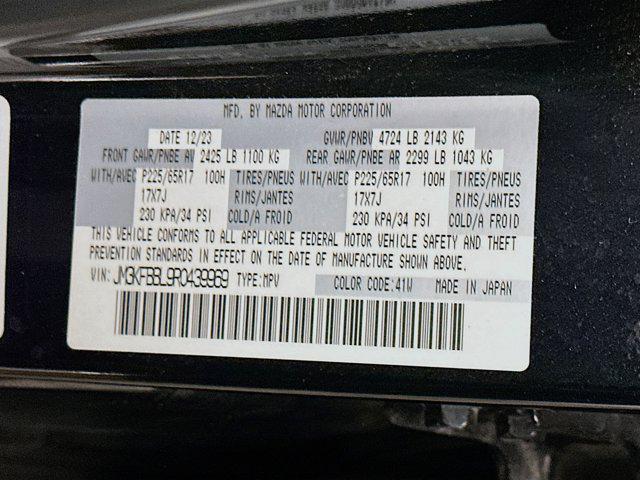 MFD. BY MAZDA MOTOR CORPORATION
DATE 12/23 GVWR/PNBV 4724 LB 2143 KG
FRONT GAWR/PNBE AV 2425 LB 1100 KG REAR GAWR/PNBE AR 2299 LB 1043 KG
WITH/AVEC P225/65R17 100H TIRES/PNEUS WITH/AVEC P225/65R17 100H TIRES/PNEUS
17X7J RIMS/JANTES 17X7J RIMS/JANTES
230 KPA/34 PSI COLD/A FROID 230 KPA/34 PSI COLD/A FROID
THIS VEHICLE CONFORMS TO ALL APPLICABLE FEDERAL MOTOR VEHICLE SAFETY AND THEFT
PREVENTION STANDARDS IN EFFECT ON THE DATE OF MANUFACTURE SHOWN ABOVE.
VIN: JM3KFBBL9R0439969 TYPE:MPV COLOR CODE:41W MADE IN JAPAN